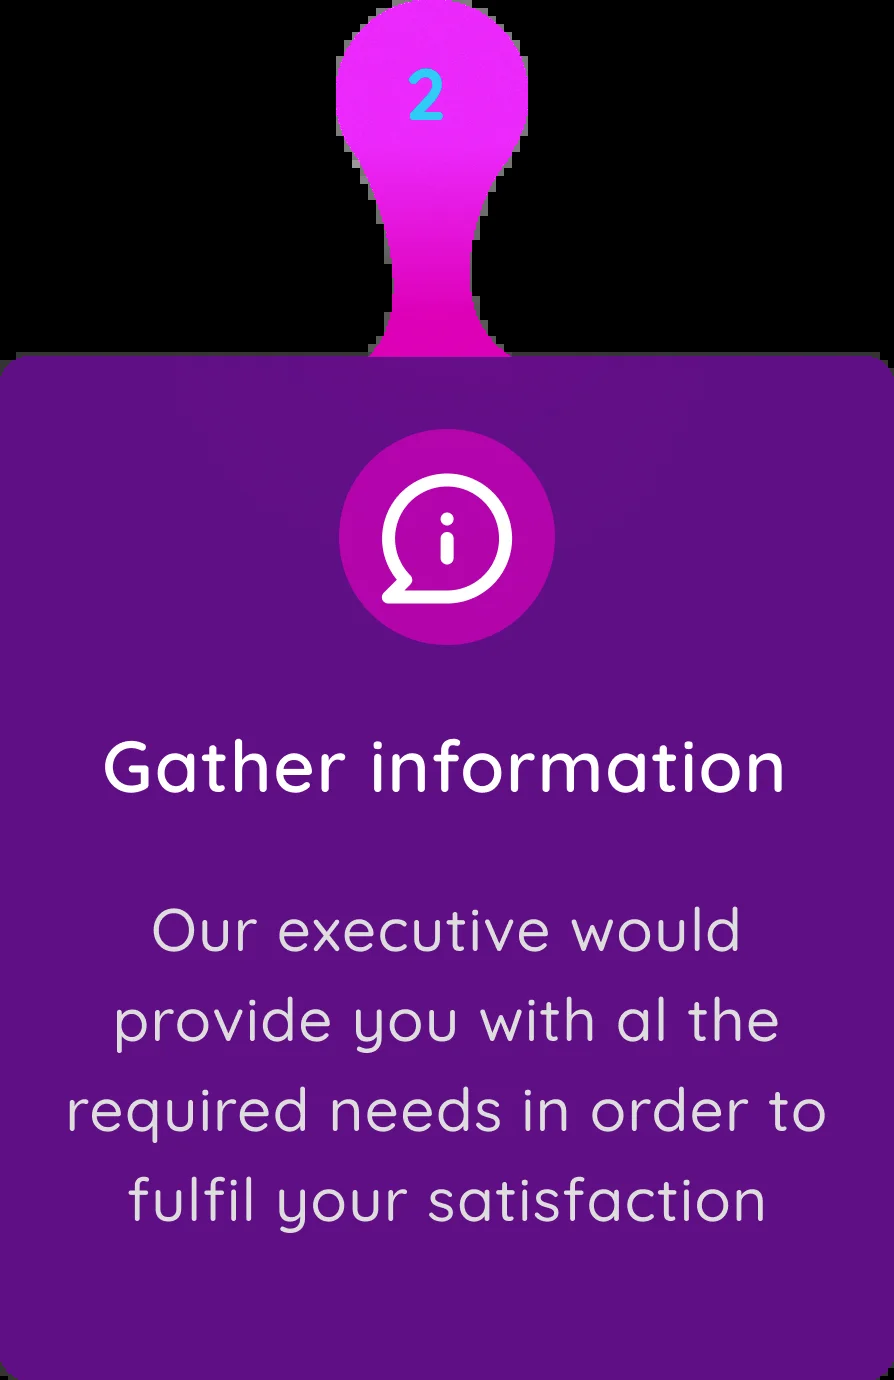 2
Gather information
Our executive would
provide you with al the
required needs in order to
fulfil your satisfaction